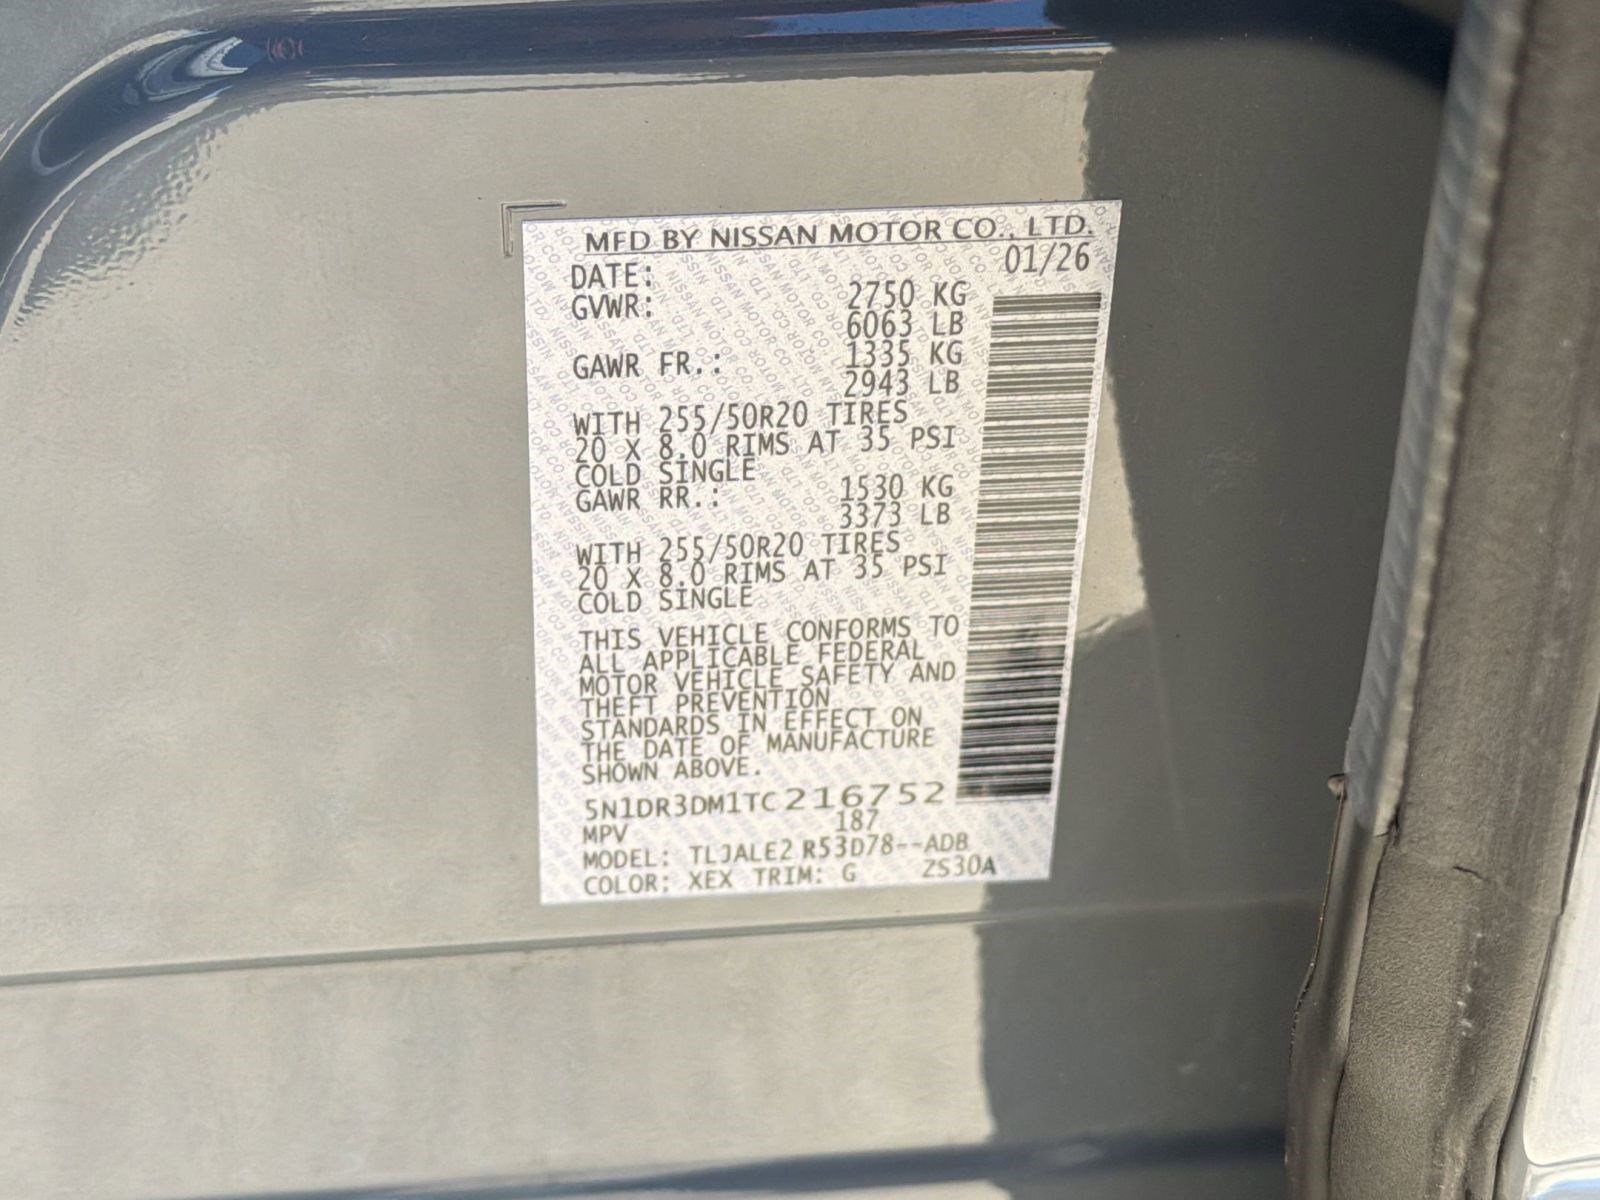 MFD BY NISSAN MOTOR CO., LTD.
DATE: 01/26
GVWR: 2750 KG
6063 LB
GAWR FR.: 1335 KG
2943 LB
WITH 255/50R20 TIRES
20 X 8.0 RIMS AT 35 PSI
COLD SINGLE
GAWR RR.: 1530 KG
3373 LB
WITH 255/50R20 TIRES
20 X 8.0 RIMS AT 35 PSI
COLD SINGLE
THIS VEHICLE CONFORMS TO
ALL APPLICABLE FEDERAL
MOTOR VEHICLE SAFETY AND
THEFT PREVENTION
STANDARDS IN EFFECT ON
THE DATE OF MANUFACTURE
SHOWN ABOVE.
5N1DR3DM1TC216752
MPV 187
MODEL: TLJALE2 R53D78--ADB
COLOR: XEX TRIM: G ZS30A